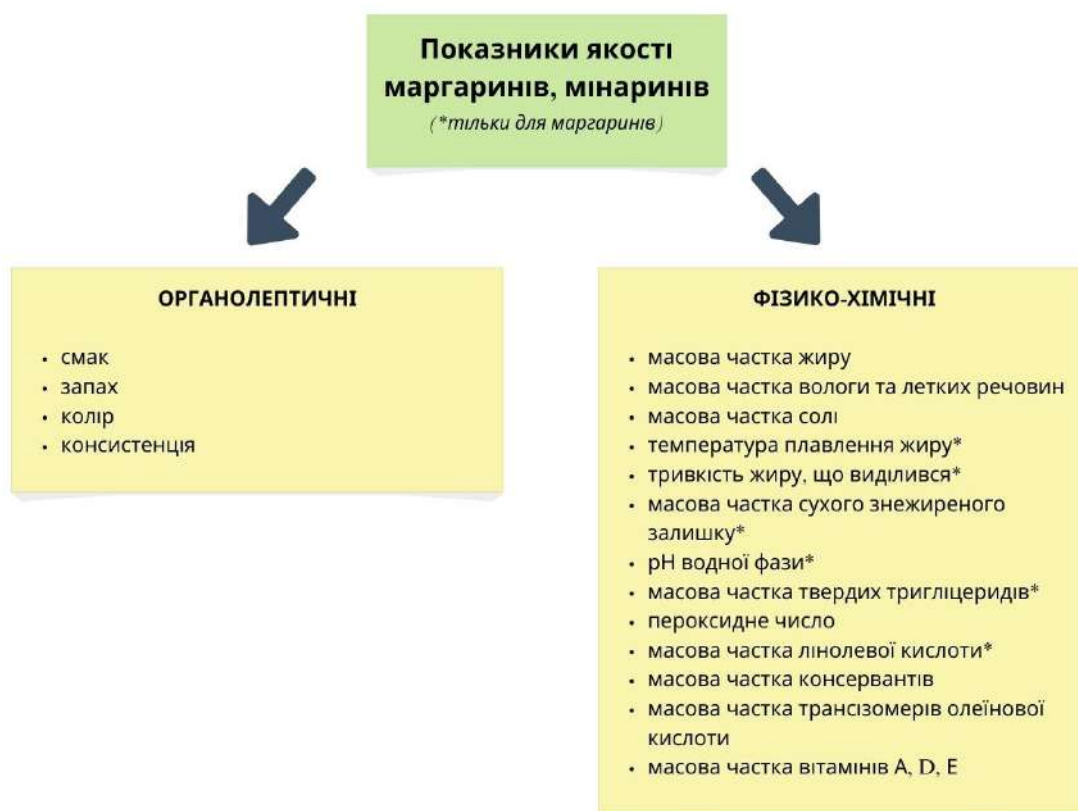 Показники якості
маргаринів, мінаринів
(*тільки для маргаринів)
ОРГАНОЛЕПТИЧНІ
• смак
• запах
• колір
• консистенція
ФІЗИКО-ХІМІЧНІ
• масова частка жиру
• масова частка вологи та летких речовин
• масова частка солі
• температура плавлення жиру*
• тривкість жиру, що виділився*
• масова частка сухого знежиреного
залишку*
• pH водної фази*
• масова частка твердих тригліцеридів*
• пероксидне число
• масова частка лінолевої кислоти*
• масова частка консервантів
• масова частка трансізомерів олеїнової
кислоти
• масова частка вітамінів А, D, Е